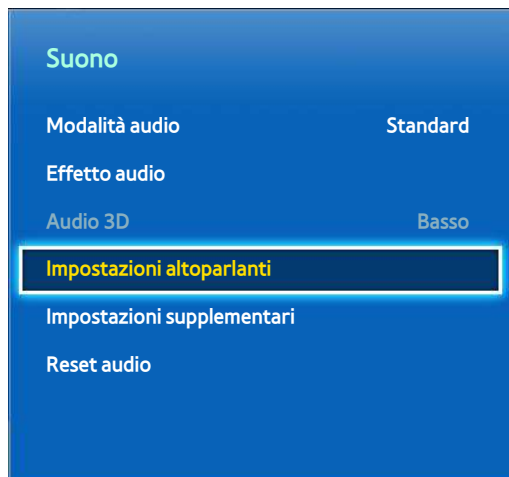 Suono
Modalità audio Standard
Effetto audio
Audio 3D Basso
Impostazioni altoparlanti
Impostazioni supplementari
Reset audio